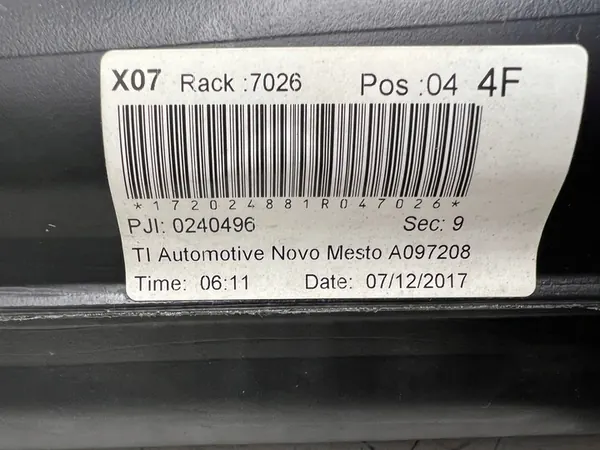 X07 Rack :7026 Pos :04 4F
*172024881R047026*
PJI: 0240496 Sec: 9
TI Automotive Novo Mesto A097208
Time: 06:11 Date: 07/12/2017